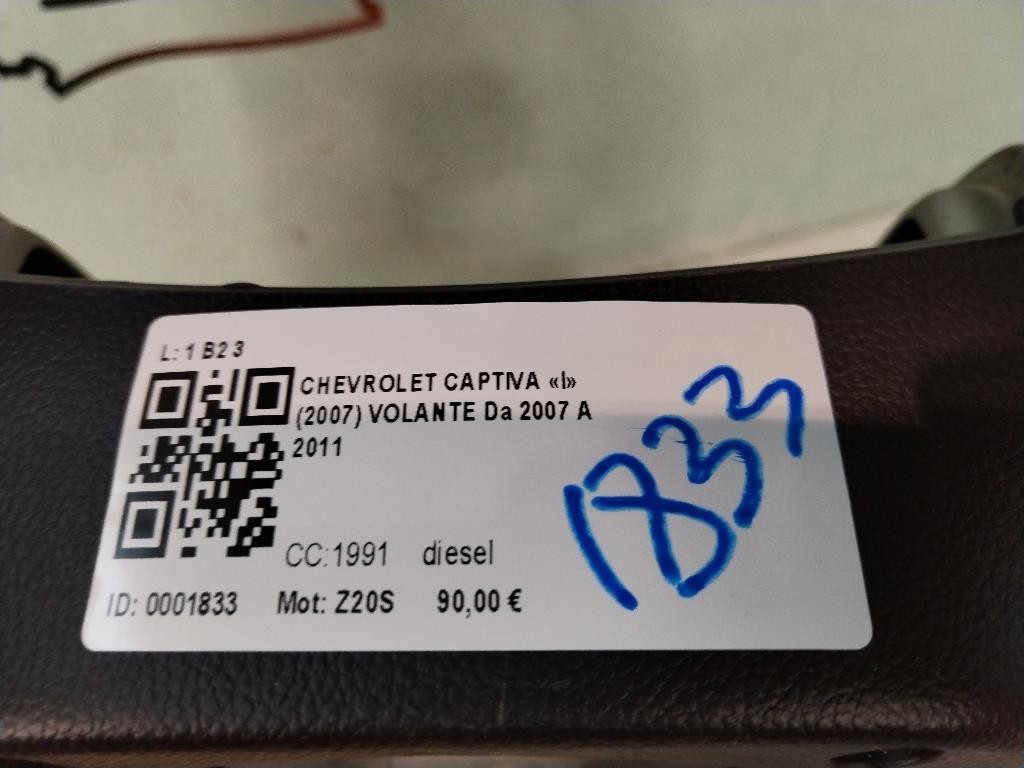 L: 1 B2 3
CHEVROLET CAPTIVA «I»
(2007) VOLANTE Da 2007 A
2011
CC:1991 diesel
ID: 0001833 Mot: Z20S 90,00 €
1833